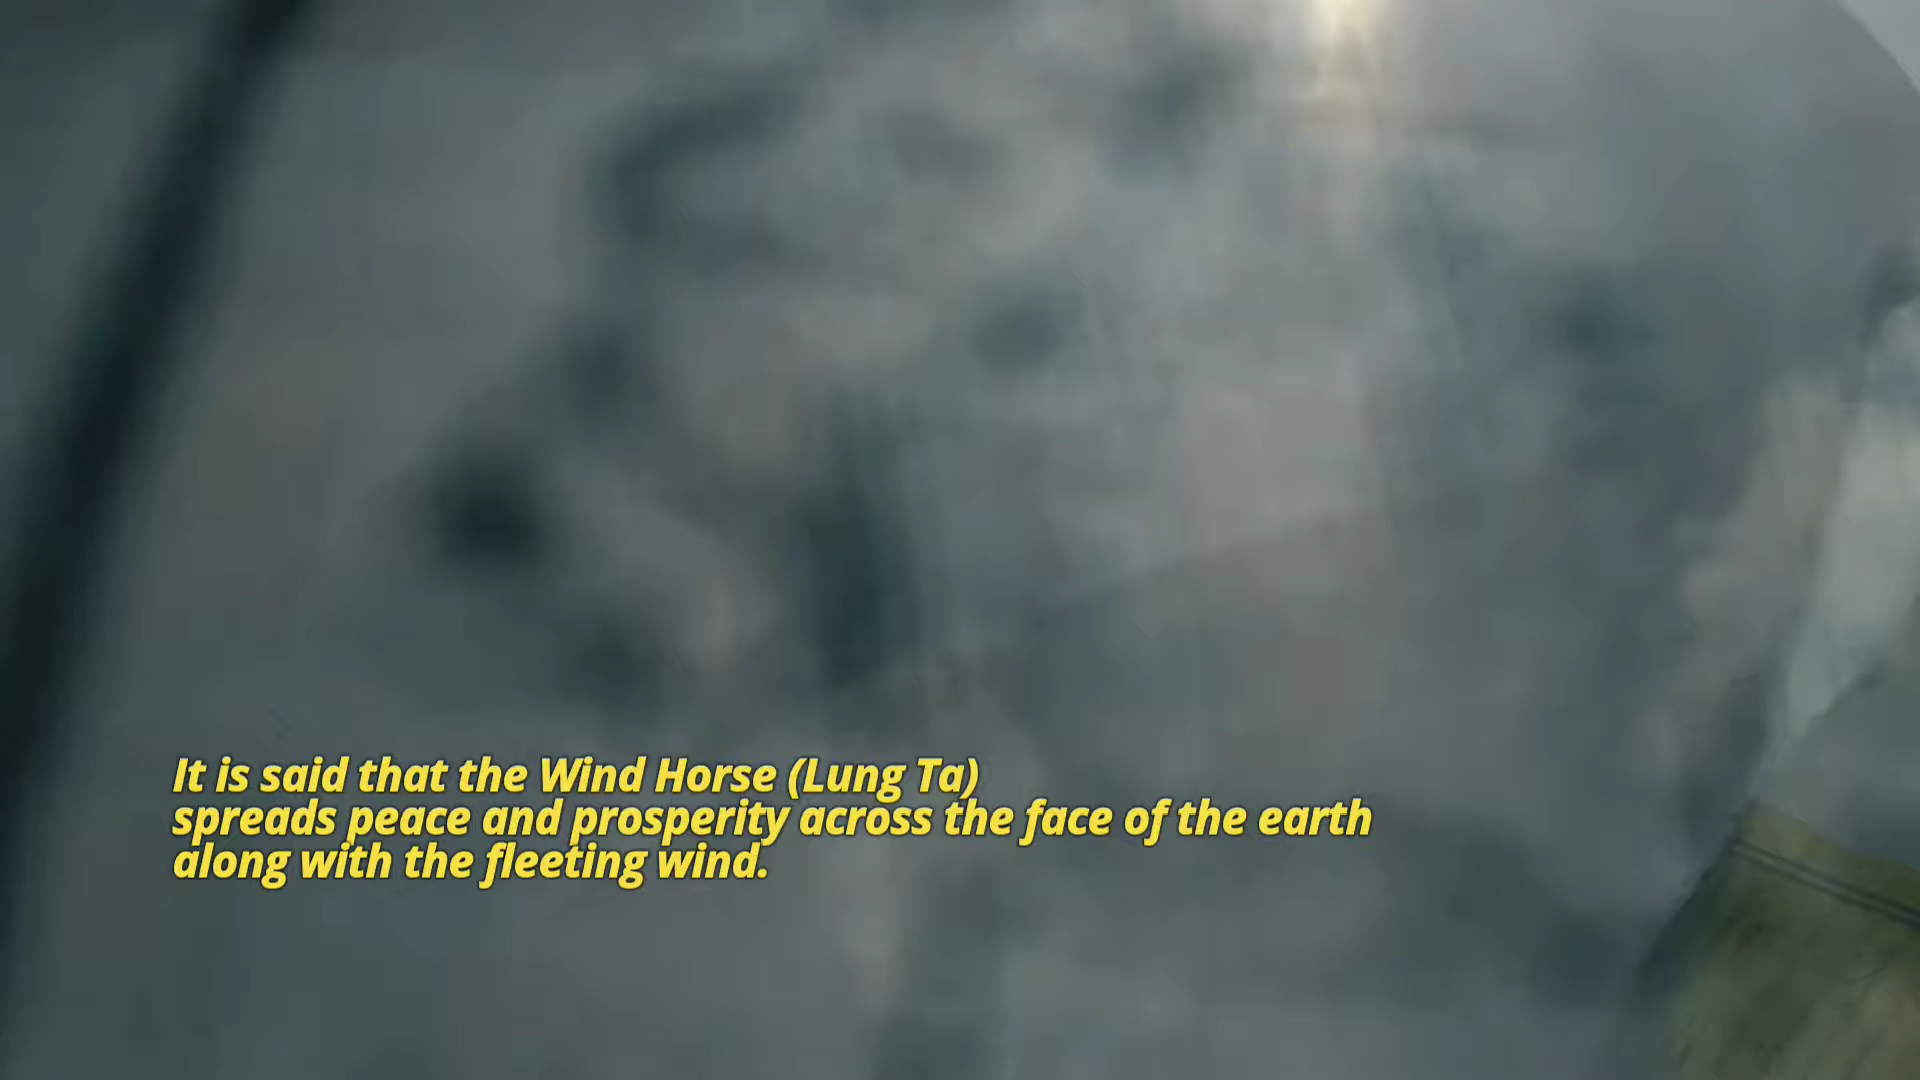 It is said that the Wind Horse (Lung Ta)
spreads peace and prosperity across the face of the earth
along with the fleeting wind.